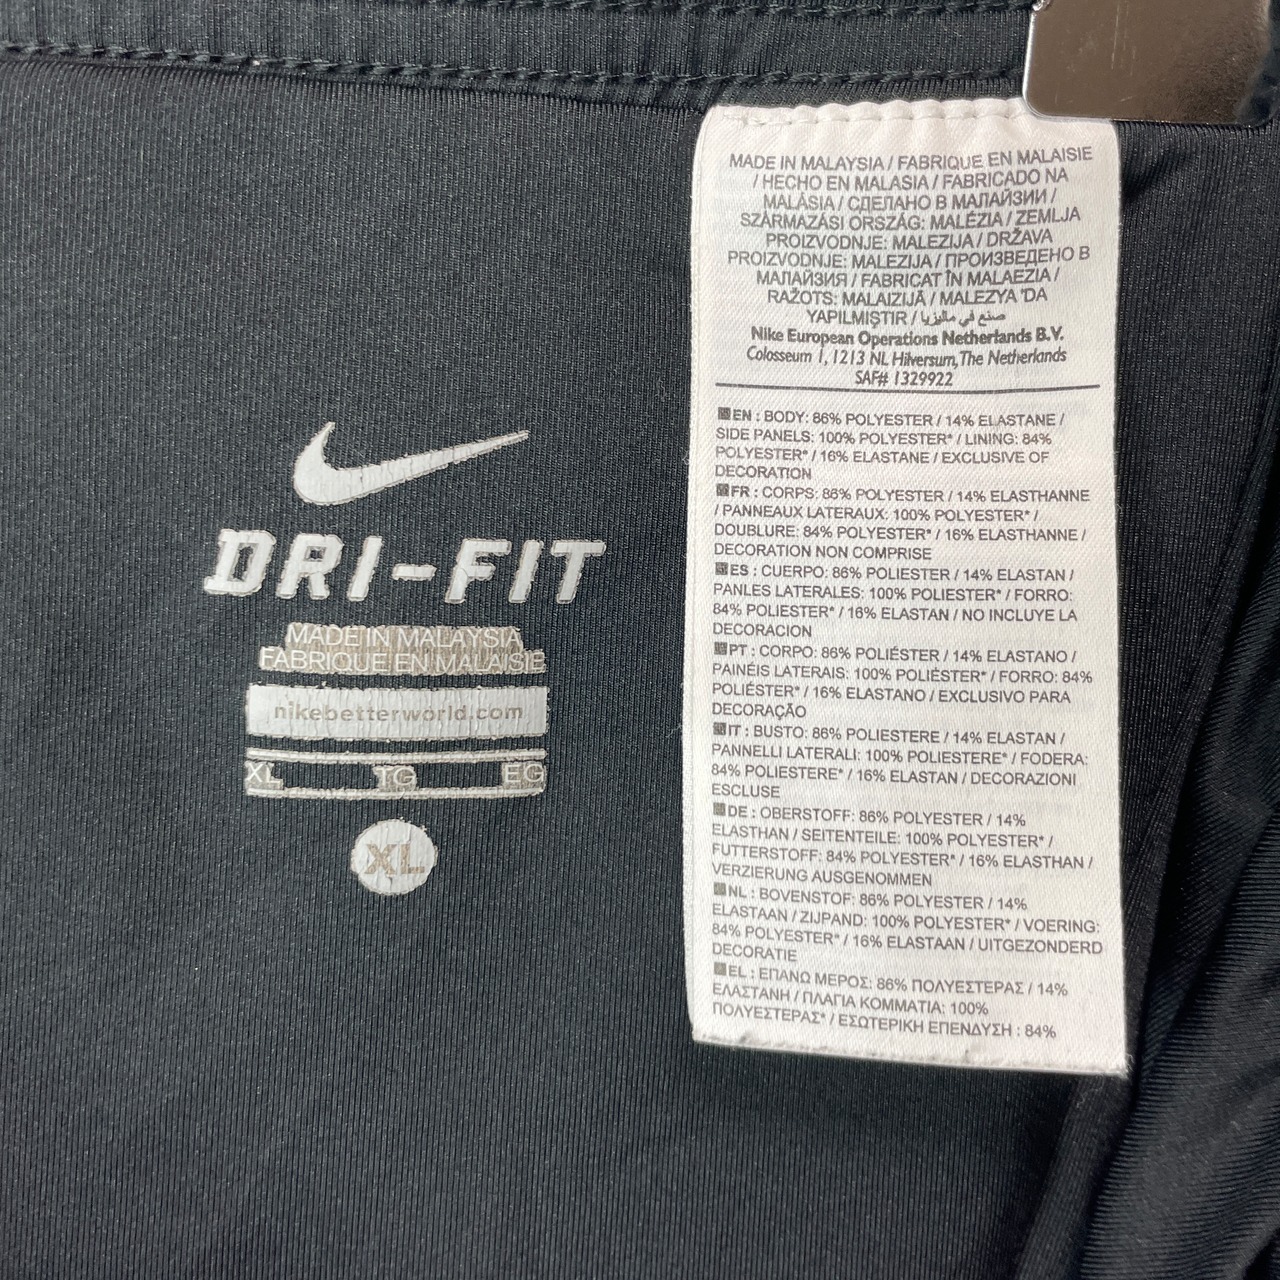 DRI-FIT
MADE IN MALAYSIA
FABRIQUE EN MALAISIE
nikebetterworld.com
XL TG EG
XL
MADE IN MALAYSIA / FABRIQUE EN MALAISIE
/ HECHO EN MALASIA / FABRICADO NA
MALÁSIA / СДЕЛАНО В МАЛАЙЗИИ /
SZÁRMAZÁSI ORSZÁG: MALÉZIA / ZEMLJA
PROIZVODNJE: MALEZIJA / DRŽAVA
PROIZVODNJE: MALEZIJA / ПРОИЗВЕДЕНО В
МАЛАЙЗИЯ / FABRICAT ÎN MALAEZIA /
RAŽOTS: MALAIZIJĀ / MALEZYA 'DA
YAPILMIŞTIR / صنع في ماليزيا
Nike European Operations Netherlands B.V.
Colosseum 1, 1213 NL Hilversum, The Netherlands
SAF# 1329922
EN : BODY: 86% POLYESTER / 14% ELASTANE /
SIDE PANELS: 100% POLYESTER* / LINING: 84%
POLYESTER* / 16% ELASTANE / EXCLUSIVE OF
DECORATION
FR : CORPS: 86% POLYESTER / 14% ELASTHANNE
/ PANNEAUX LATERAUX: 100% POLYESTER* /
DOUBLURE: 84% POLYESTER* / 16% ELASTHANNE /
DECORATION NON COMPRISE
ES : CUERPO: 86% POLIESTER / 14% ELASTAN /
PANLES LATERALES: 100% POLIESTER* / FORRO:
84% POLIESTER* / 16% ELASTAN / NO INCLUYE LA
DECORACION
PT : CORPO: 86% POLIÉSTER / 14% ELASTANO /
PAINÉIS LATERAIS: 100% POLIÉSTER* / FORRO: 84%
POLIÉSTER* / 16% ELASTANO / EXCLUSIVO PARA
DECORAÇÃO
IT : BUSTO: 86% POLIESTERE / 14% ELASTAN /
PANNELLI LATERALI: 100% POLIESTERE* / FODERA:
84% POLIESTERE* / 16% ELASTAN / DECORAZIONI
ESCLUSE
DE : OBERSTOFF: 86% POLYESTER / 14%
ELASTHAN / SEITENTEILE: 100% POLYESTER* /
FUTTERSTOFF: 84% POLYESTER* / 16% ELASTHAN /
VERZIERUNG AUSGENOMMEN
NL : BOVENSTOF: 86% POLYESTER / 14%
ELASTAAN / ZIJPAND: 100% POLYESTER* / VOERING:
84% POLYESTER* / 16% ELASTAAN / UITGEZONDERD
DECORATIE
EL : ΕΠΑΝΩ ΜΕΡΟΣ: 86% ΠΟΛΥΕΣΤΕΡΑΣ / 14%
ΕΛΑΣΤΑΝΗ / ΠΛΑΓΙΑ ΚΟΜΜΑΤΙΑ: 100%
ΠΟΛΥΕΣΤΕΡΑΣ* / ΕΣΩΤΕΡΙΚΗ ΕΠΕΝΔΥΣΗ : 84%